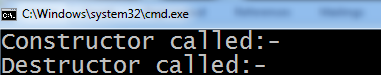 C:\Windows\system32\cmd.exe
Constructor called:-
Destructor called:-